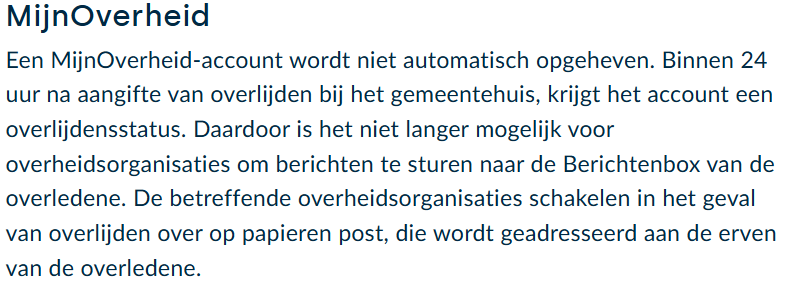 MijnOverheid
Een MijnOverheid-account wordt niet automatisch opgeheven. Binnen 24
uur na aangifte van overlijden bij het gemeentehuis, krijgt het account een
overlijdensstatus. Daardoor is het niet langer mogelijk voor
overheidsorganisaties om berichten te sturen naar de Berichtenbox van de
overledene. De betreffende overheidsorganisaties schakelen in het geval
van overlijden over op papieren post, die wordt geadresseerd aan de erven
van de overledene.